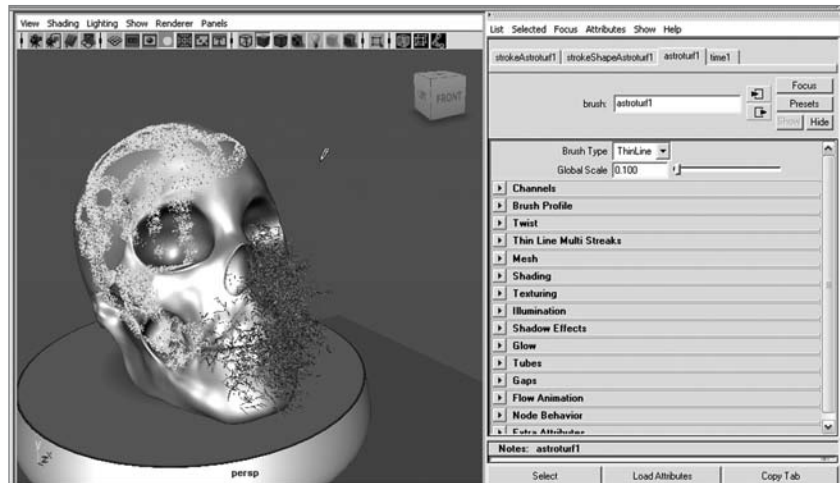 View Shading Lighting Show Renderer Panels
FRONT
persp
List Selected Focus Attributes Show Help
strokeAstroturf1 strokeShapeAstroturf1 astroturf1 time1
brush: astroturf1
Focus
Presets
Show Hide
Brush Type ThinLine
Global Scale 0.100
Channels
Brush Profile
Twist
Thin Line Multi Streaks
Mesh
Shading
Texturing
Illumination
Shadow Effects
Glow
Tubes
Gaps
Flow Animation
Node Behavior
Extra Attributes
Notes: astroturf1
Select Load Attributes Copy Tab